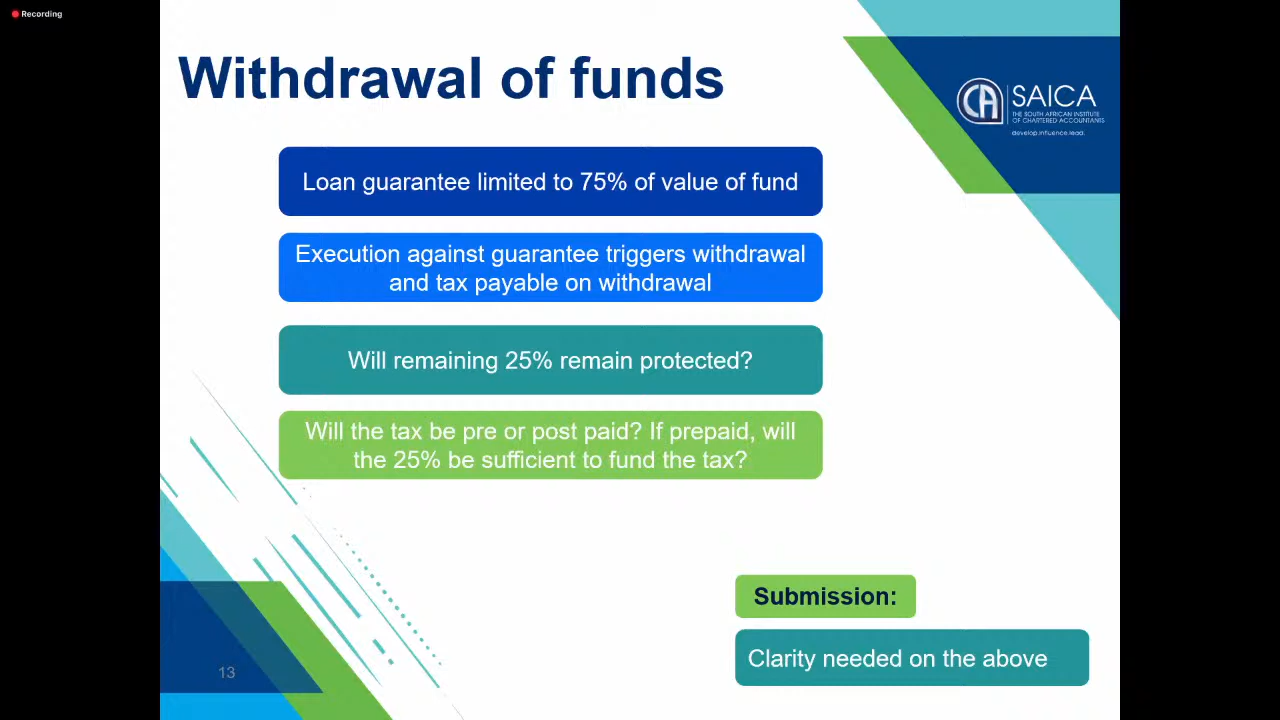 Recording
Withdrawal of funds
CA
SAICA
THE SOUTH AFRICAN INSTITUTE
OF CHARTERED ACCOUNTANTS
develop.influence.lead.
Loan guarantee limited to 75% of value of fund
Execution against guarantee triggers withdrawal
and tax payable on withdrawal
Will remaining 25% remain protected?
Will the tax be pre or post paid? If prepaid, will
the 25% be sufficient to fund the tax?
Submission:
Clarity needed on the above
13